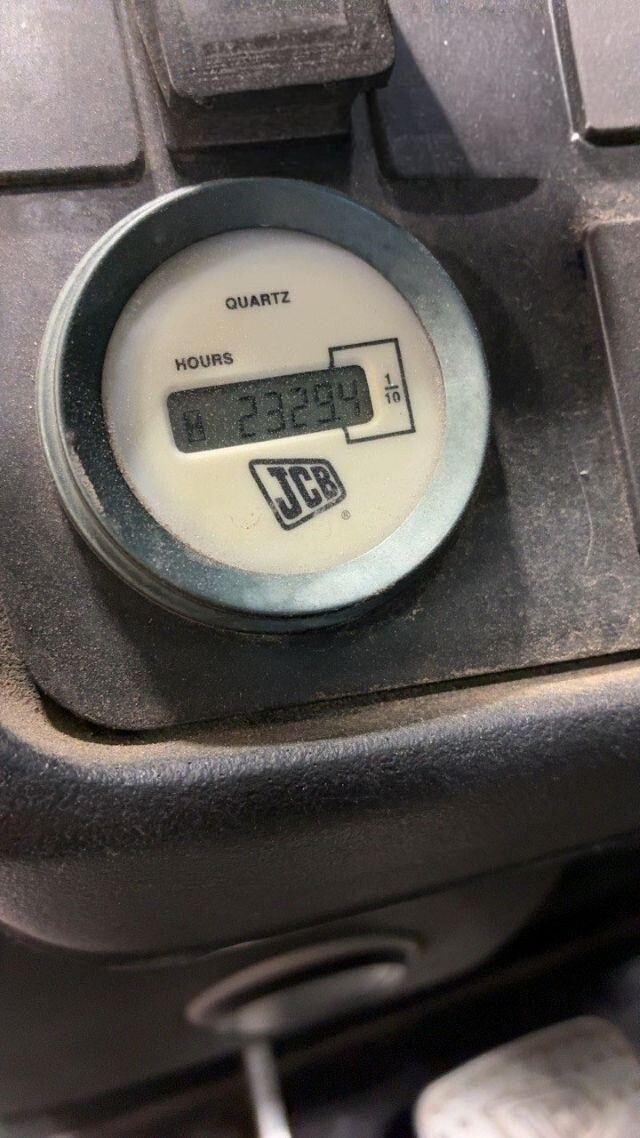 QUARTZ
HOURS
23294
1/10
JCB
®